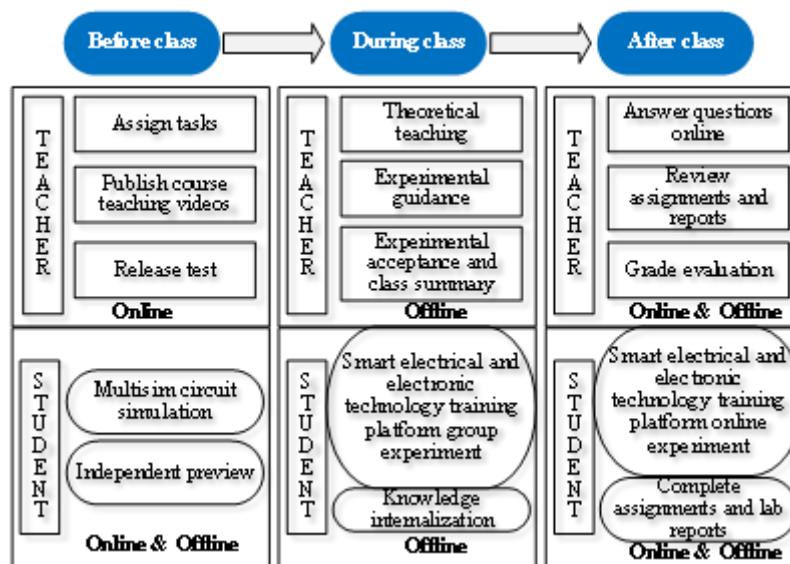 Before class
During class
After class
TEACHER
Assign tasks
Publish course
teaching videos
Release test
Online
TEACHER
Theoretical
teaching
Experimental
guidance
Experimental
acceptance and
class summary
Offline
TEACHER
Answer questions
online
Review
assignments and
reports
Grade evaluation
Online & Offline
STUDENT
Multisim circuit
simulation
Independent preview
Online & Offline
STUDENT
Smart electrical and
electronic
technology training
platform group
experiment
Knowledge
internalization
Offline
STUDENT
Smart electrical and
electronic
technology training
platform online
experiment
Complete
assignments and lab
reports
Online & Offline